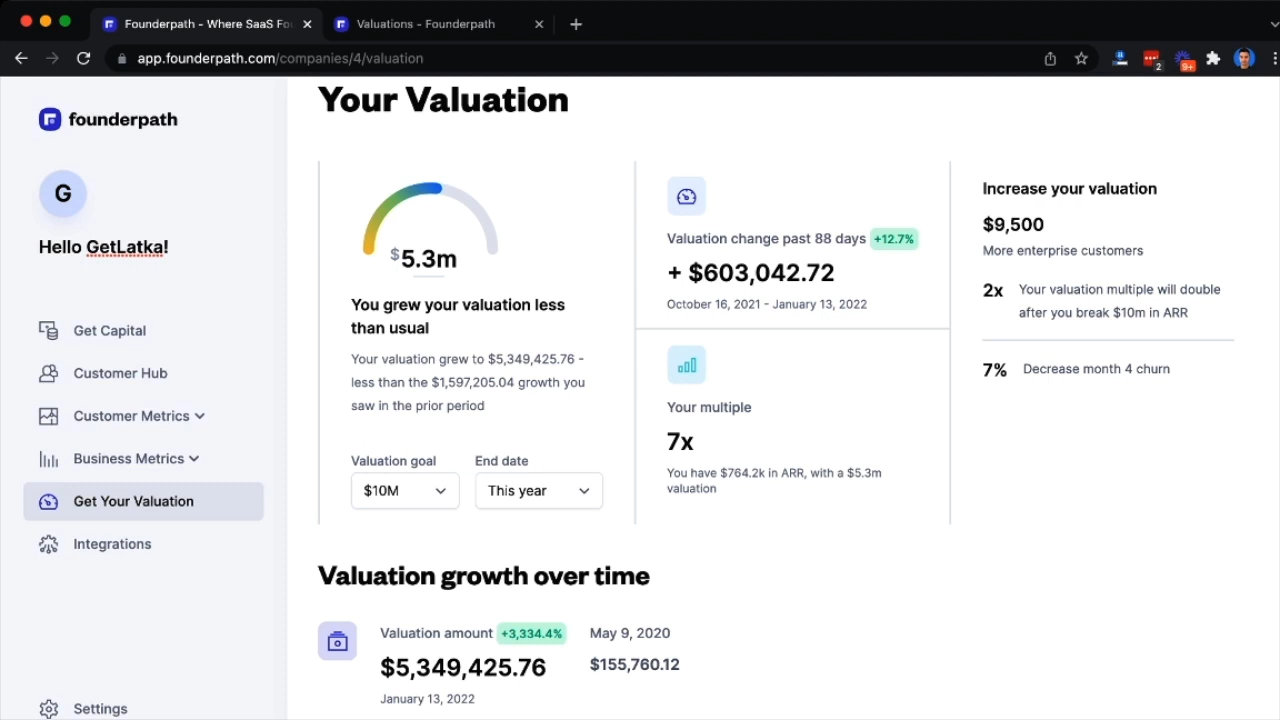 Founderpath - Where SaaS Fo
Valuations - Founderpath
app.founderpath.com/companies/4/valuation
2
9+
founderpath
G
Hello GetLatka!
Get Capital
Customer Hub
Customer Metrics
Business Metrics
Get Your Valuation
Integrations
Settings
Your Valuation
$5.3m
You grew your valuation less
than usual
Your valuation grew to $5,349,425.76 -
less than the $1,597,205.04 growth you
saw in the prior period
Valuation goal
$10M
End date
This year
Valuation change past 88 days +12.7%
+ $603,042.72
October 16, 2021 - January 13, 2022
Your multiple
7x
You have $764.2k in ARR, with a $5.3m
valuation
Increase your valuation
$9,500
More enterprise customers
2x Your valuation multiple will double
after you break $10m in ARR
7% Decrease month 4 churn
Valuation growth over time
Valuation amount +3,334.4%
$5,349,425.76
January 13, 2022
May 9, 2020
$155,760.12